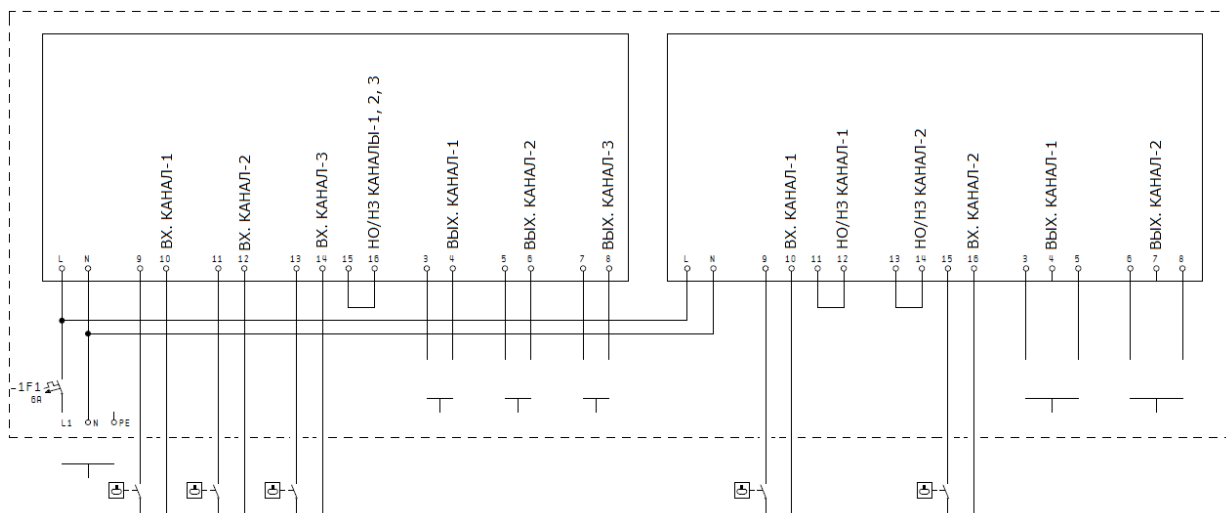 ВХ. КАНАЛ-1
ВХ. КАНАЛ-2
ВХ. КАНАЛ-3
НО/НЗ КАНАЛЫ-1, 2, 3
ВЫХ. КАНАЛ-1
ВЫХ. КАНАЛ-2
ВЫХ. КАНАЛ-3
ВХ. КАНАЛ-1
НО/НЗ КАНАЛ-1
НО/НЗ КАНАЛ-2
ВХ. КАНАЛ-2
ВЫХ. КАНАЛ-1
ВЫХ. КАНАЛ-2
L N 9 10 11 12 13 14 15 16 3 4 5 6 7 8 L N 9 10 11 12 13 14 15 16 3 4 5 6 7 8
-1F1
6A
L1 N PE